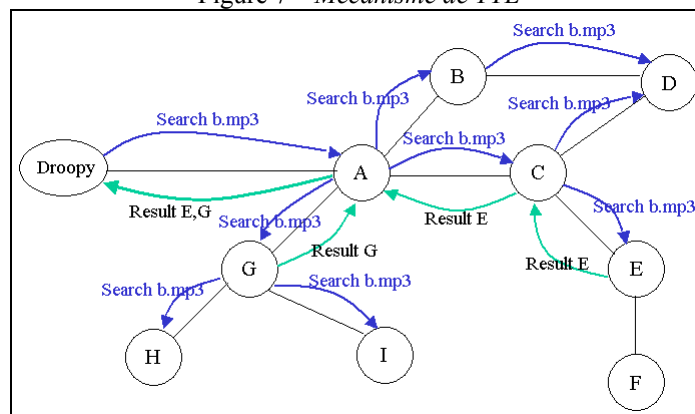 Search b.mp3
B
D
Search b.mp3
Search b.mp3
Search b.mp3
Search b.mp3
Droopy
A
C
Result E,G
Search b.mp3
Result E
Search b.mp3
Result G
G
Result E
E
Search b.mp3
Search b.mp3
H
I
F